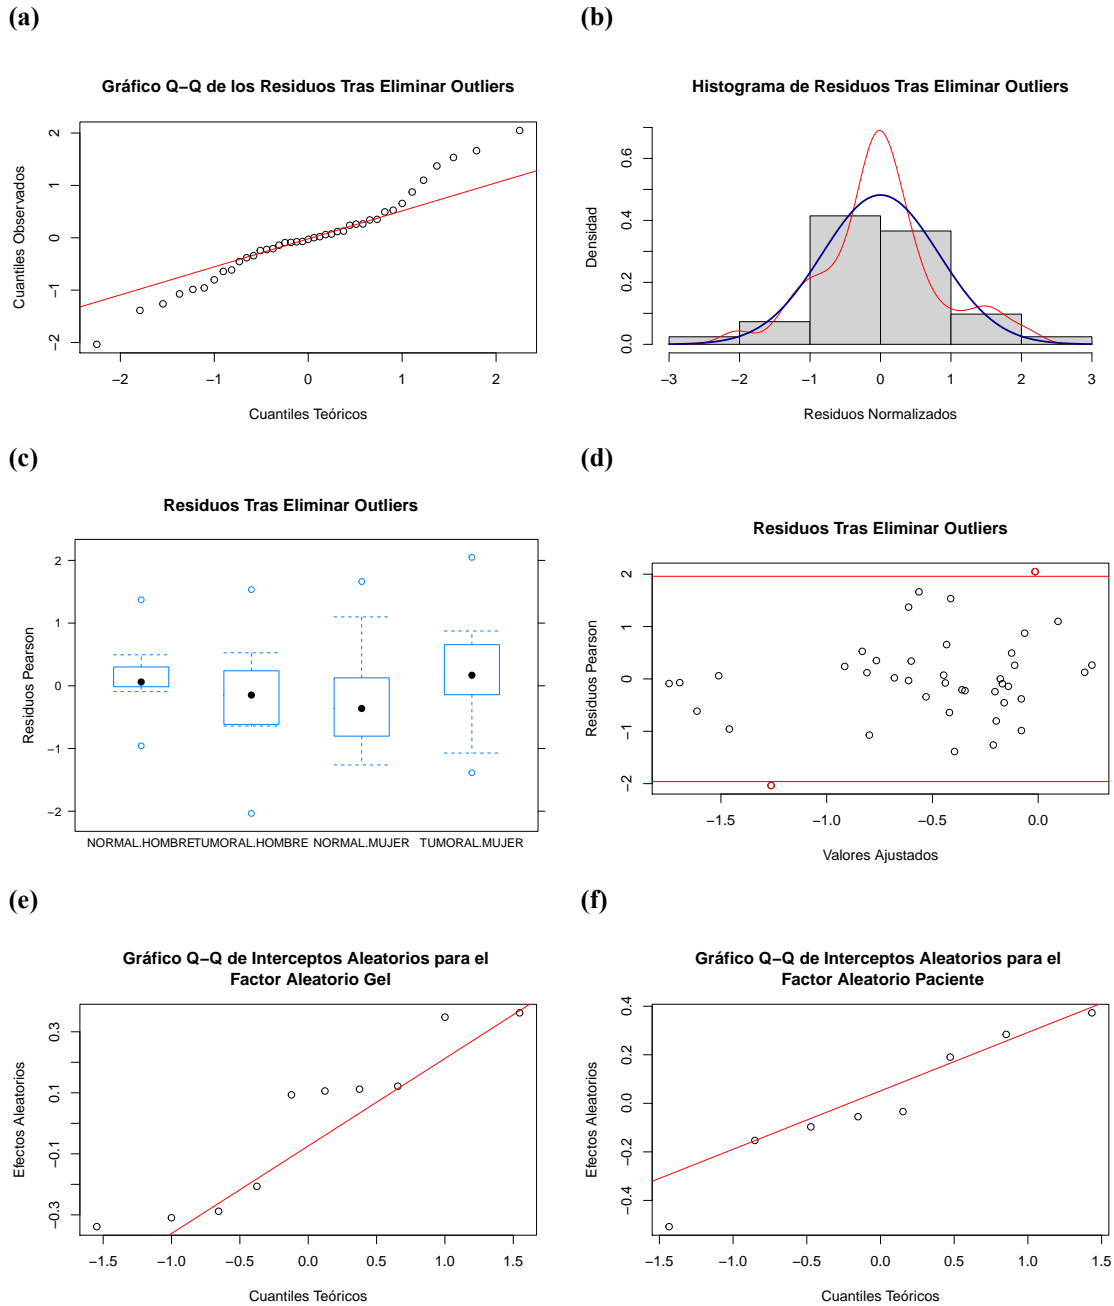 (a)
Gráfico Q−Q de los Residuos Tras Eliminar Outliers
Cuantiles Observados
2
1
0
−1
−2
−2
−1
0
1
2
Cuantiles Teóricos
(b)
Histograma de Residuos Tras Eliminar Outliers
Densidad
0.6
0.4
0.2
0.0
−3
−2
−1
0
1
2
3
Residuos Normalizados
(c)
Residuos Tras Eliminar Outliers
Residuos Pearson
2
1
0
−1
−2
NORMAL.HOMBRE
TUMORAL.HOMBRE
NORMAL.MUJER
TUMORAL.MUJER
(d)
Residuos Tras Eliminar Outliers
Residuos Pearson
2
1
0
−1
−2
−1.5
−1.0
−0.5
0.0
Valores Ajustados
(e)
Gráfico Q−Q de Interceptos Aleatorios para el
Factor Aleatorio Gel
Efectos Aleatorios
0.3
0.1
−0.1
−0.3
−1.5
−1.0
−0.5
0.0
0.5
1.0
1.5
Cuantiles Teóricos
(f)
Gráfico Q−Q de Interceptos Aleatorios para el
Factor Aleatorio Paciente
Efectos Aleatorios
0.4
0.2
0.0
−0.2
−0.4
−1.5
−1.0
−0.5
0.0
0.5
1.0
1.5
Cuantiles Teóricos